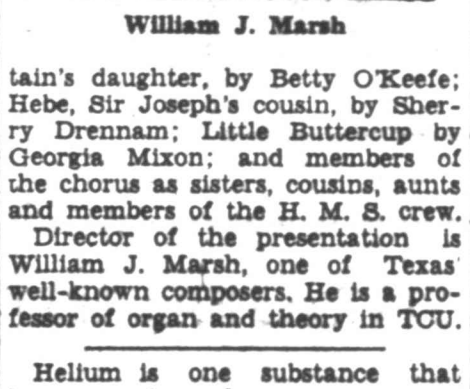 William J. Marsh
tain's daughter, by Betty O'Keefe;
Hebe, Sir Joseph's cousin, by Sher-
ry Drennam; Little Buttercup by
Georgia Mixon; and members of
the chorus as sisters, cousins, aunts
and members of the H. M. S. crew.
Director of the presentation is
William J. Marsh, one of Texas'
well-known composers. He is a pro-
fessor of organ and theory in TCU.
Helium is one substance that